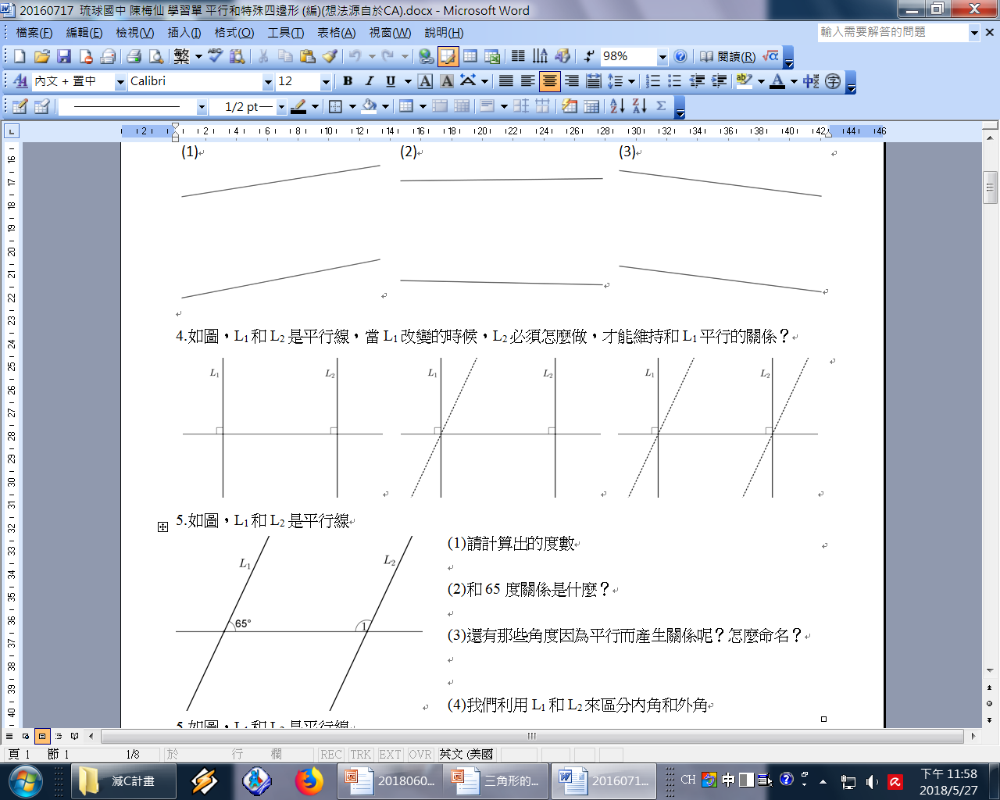 20160717 琉球國中 陳梅仙 學習單 平行和特殊四邊形 (編)(想法源自於CA).docx - Microsoft Word
檔案(F) 編輯(E) 檢視(V) 插入(I) 格式(O) 工具(T) 表格(A) 視窗(W) 說明(H) 輸入需要解答的問題
繁 98% 閱讀(R)
內文 + 置中 Calibri 12 B I U A A
1/2 pt
2 2 4 6 8 10 12 14 16 18 20 22 24 26 28 30 32 34 36 38 40 42 44 46
16
17
18
19
20
21
22
23
24
25
26
27
28
29
30
31
32
33
34
35
36
37
38
39
40
(1) (2) (3)
4.如圖，L1 和 L2 是平行線，當 L1 改變的時候，L2 必須怎麼做，才能維持和 L1 平行的關係？
L1 L2 L1 L2 L1 L2
5.如圖，L1 和 L2 是平行線
L1 L2
65° 1
(1)請計算出的度數
(2)和 65 度關係是什麼？
(3)還有那些角度因為平行而產生關係呢？怎麼命名？
(4)我們利用 L1 和 L2 來區分內角和外角
5.如圖，L1 和 L2 是平行線
頁 1 節 1 1/8 於 行 欄 REC TRK EXT OVR 英文 (美國
減C計畫 2018060... 三角形的... 2016071... CH 中 下午 11:58
2018/5/27